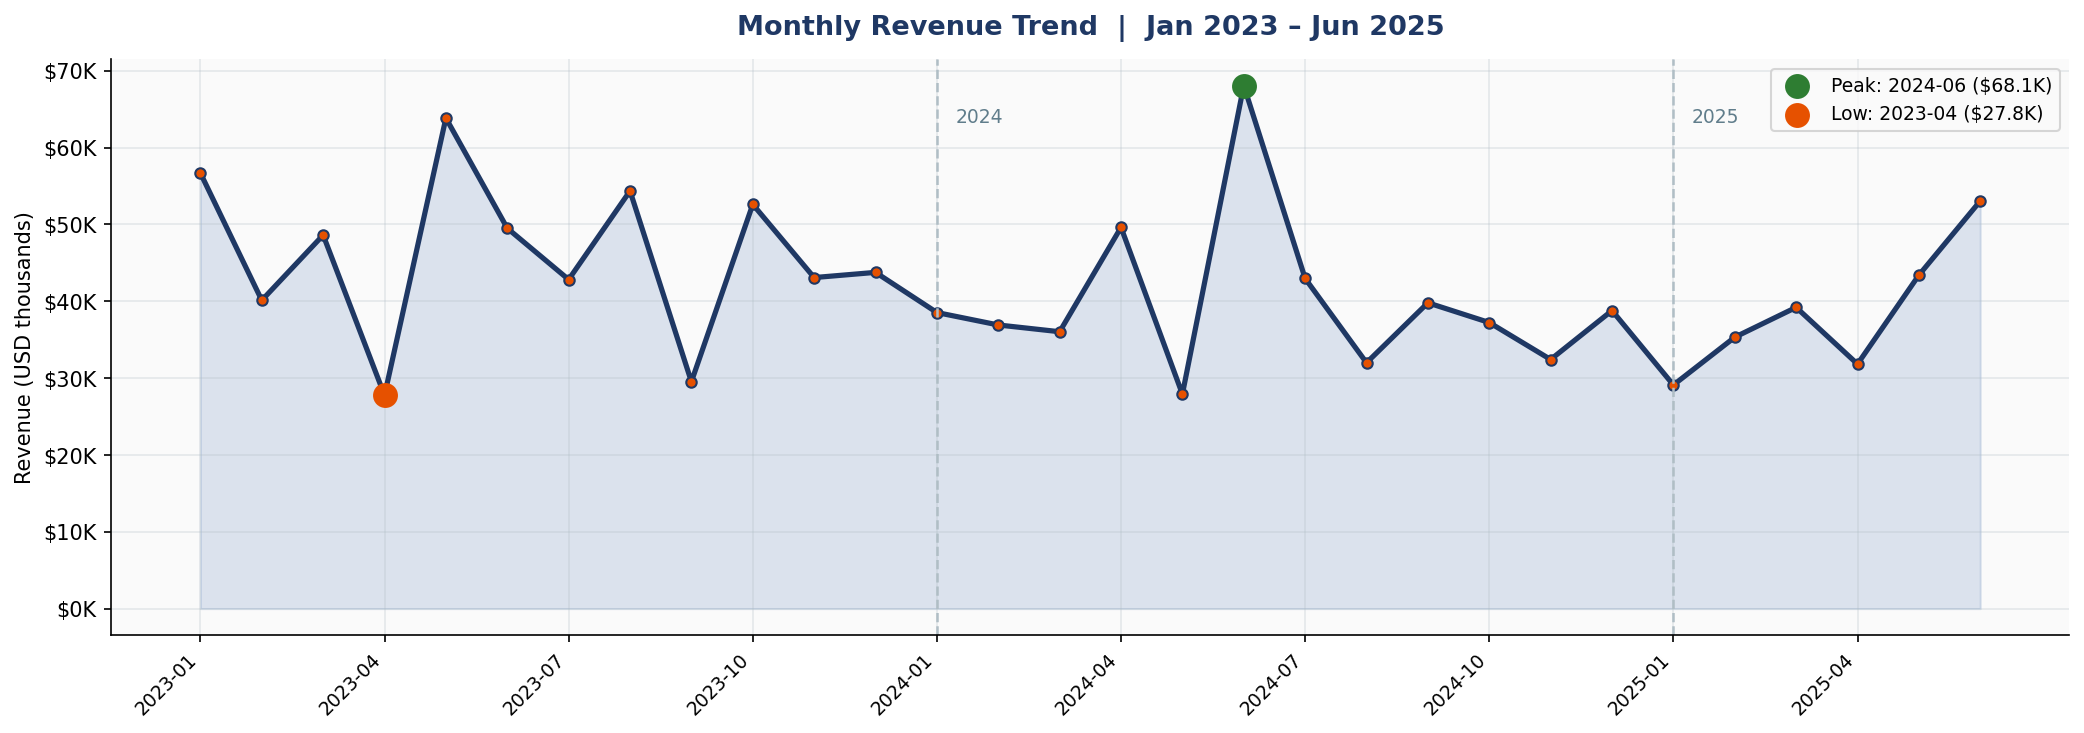 Monthly Revenue Trend | Jan 2023 – Jun 2025
Revenue (USD thousands)
$70K
$60K
$50K
$40K
$30K
$20K
$10K
$0K
2024
2025
Peak: 2024-06 ($68.1K)
Low: 2023-04 ($27.8K)
2023-01
2023-04
2023-07
2023-10
2024-01
2024-04
2024-07
2024-10
2025-01
2025-04